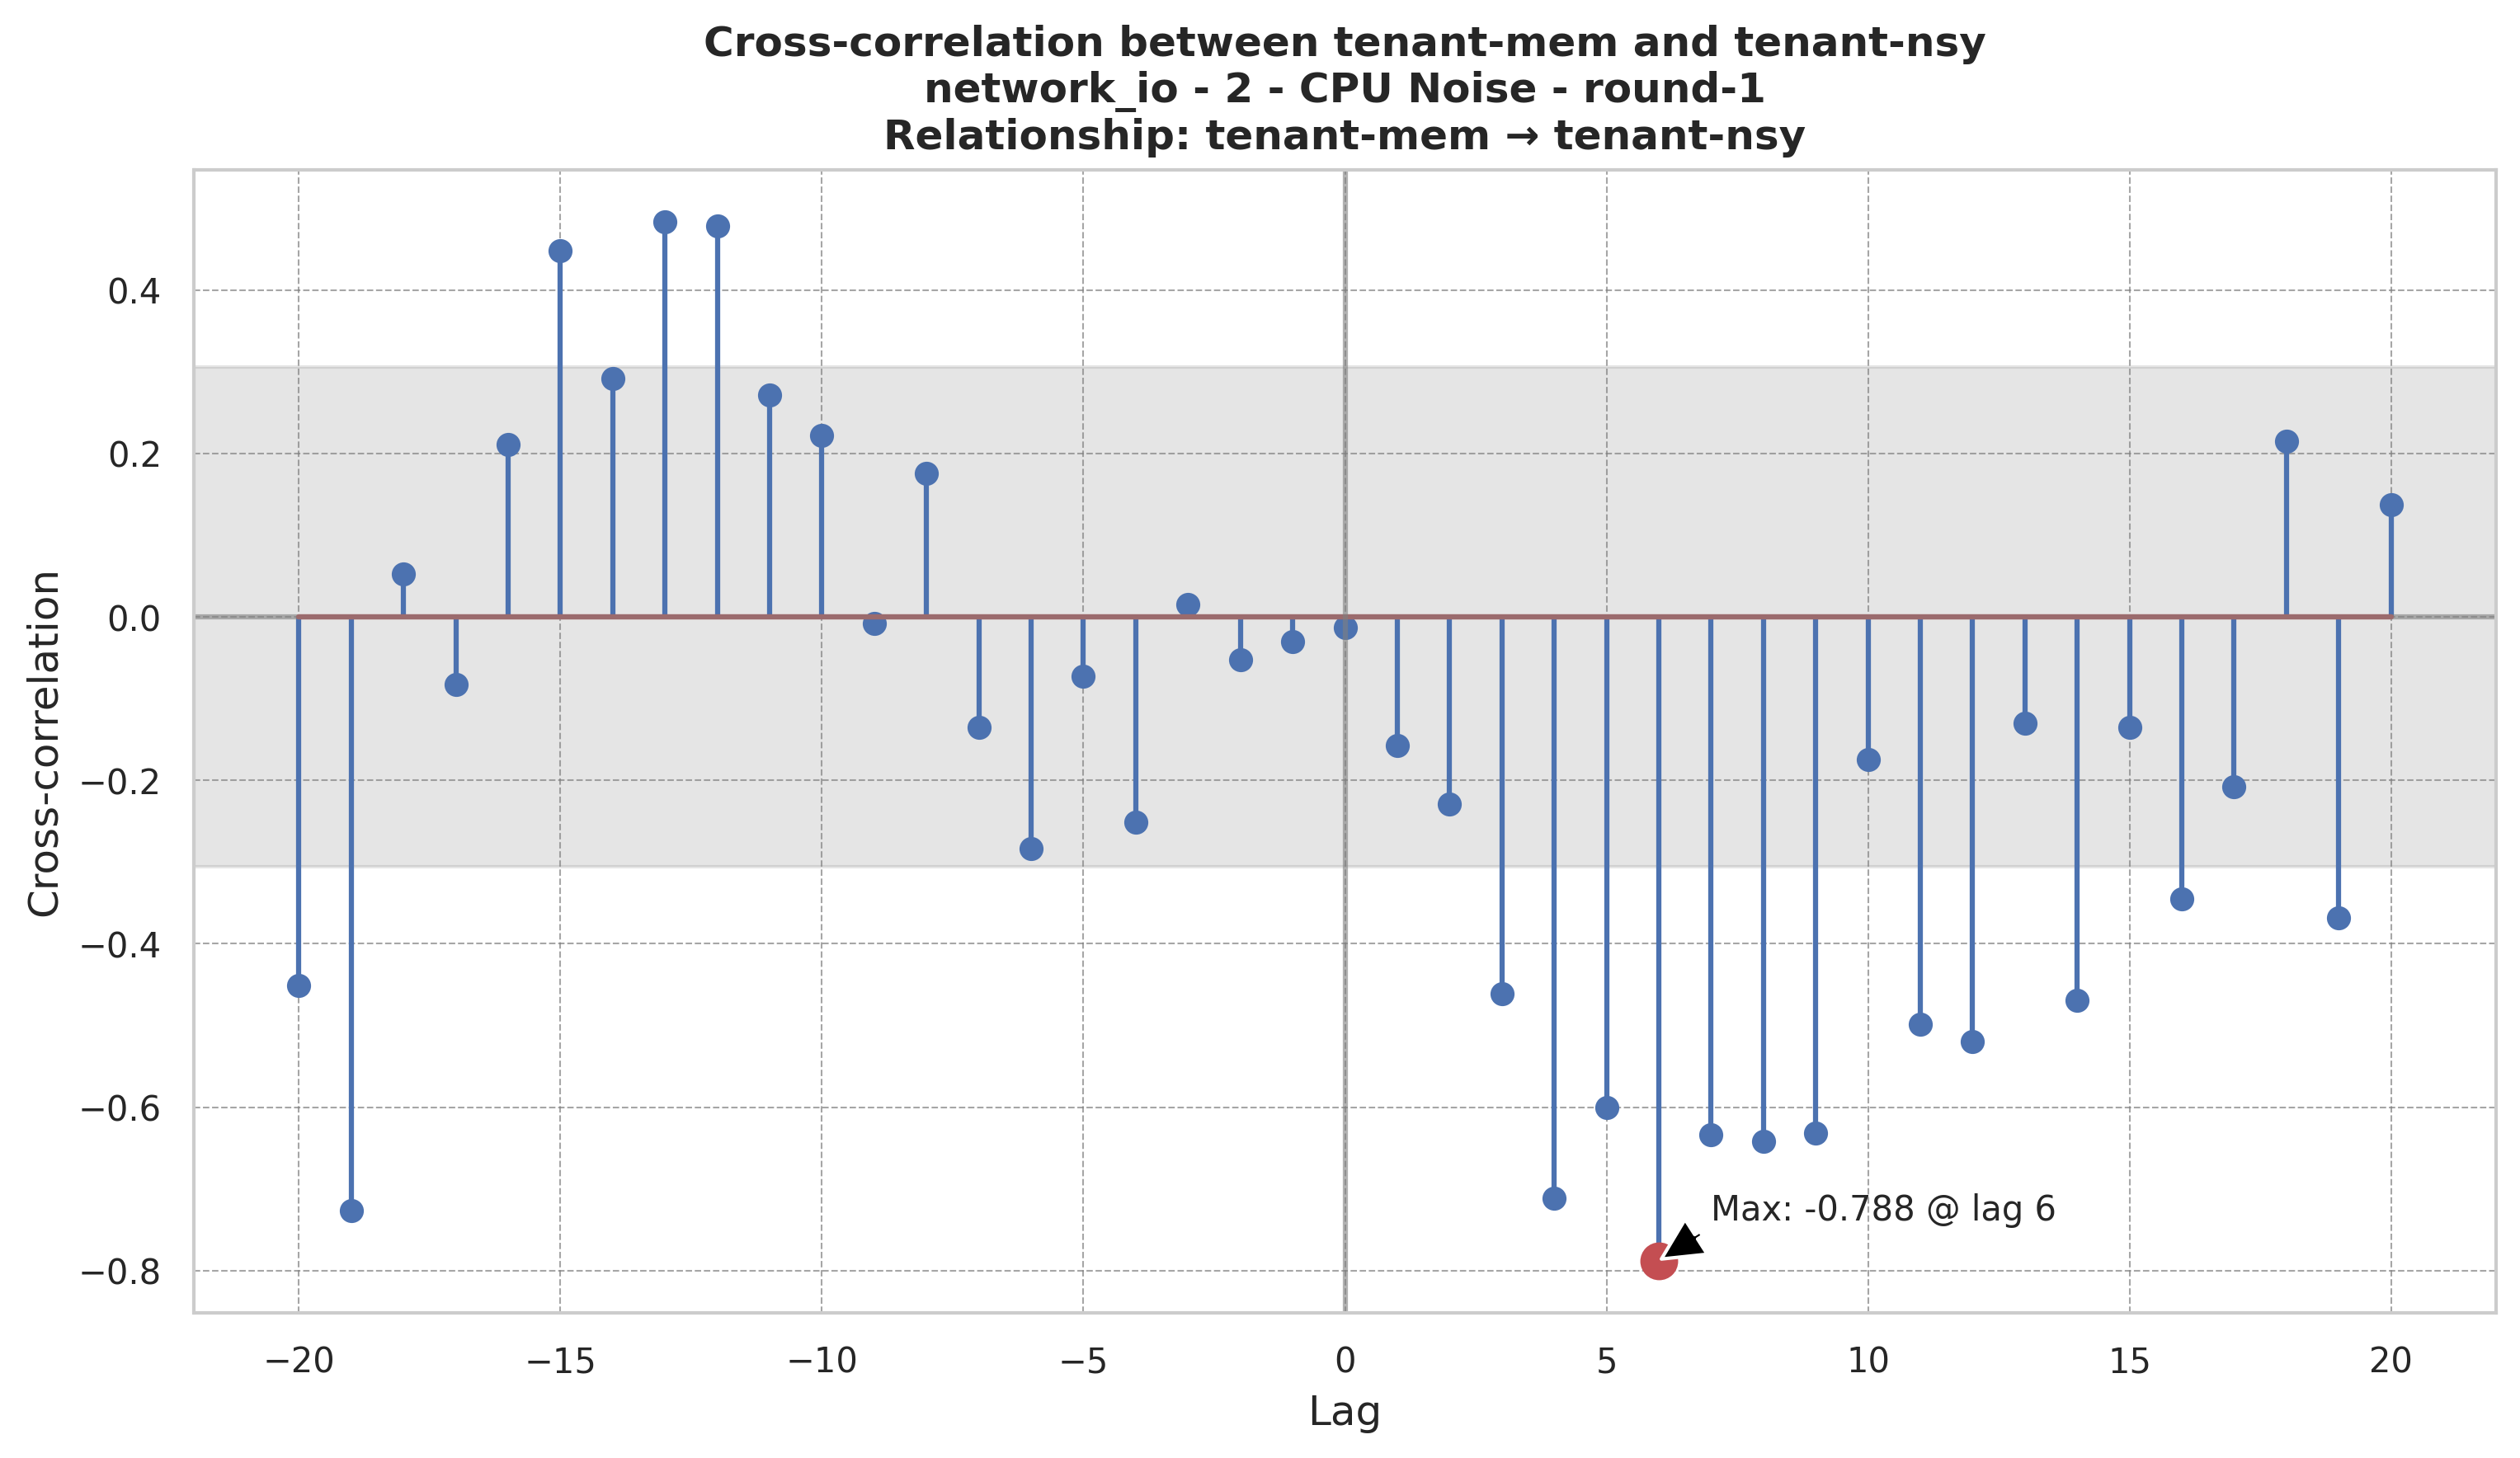 Cross-correlation between tenant-mem and tenant-nsy
network_io - 2 - CPU Noise - round-1
Relationship: tenant-mem → tenant-nsy
Cross-correlation
0.4
0.2
0.0
−0.2
−0.4
−0.6
−0.8
Max: -0.788 @ lag 6
−20
−15
−10
−5
0
5
10
15
20
Lag